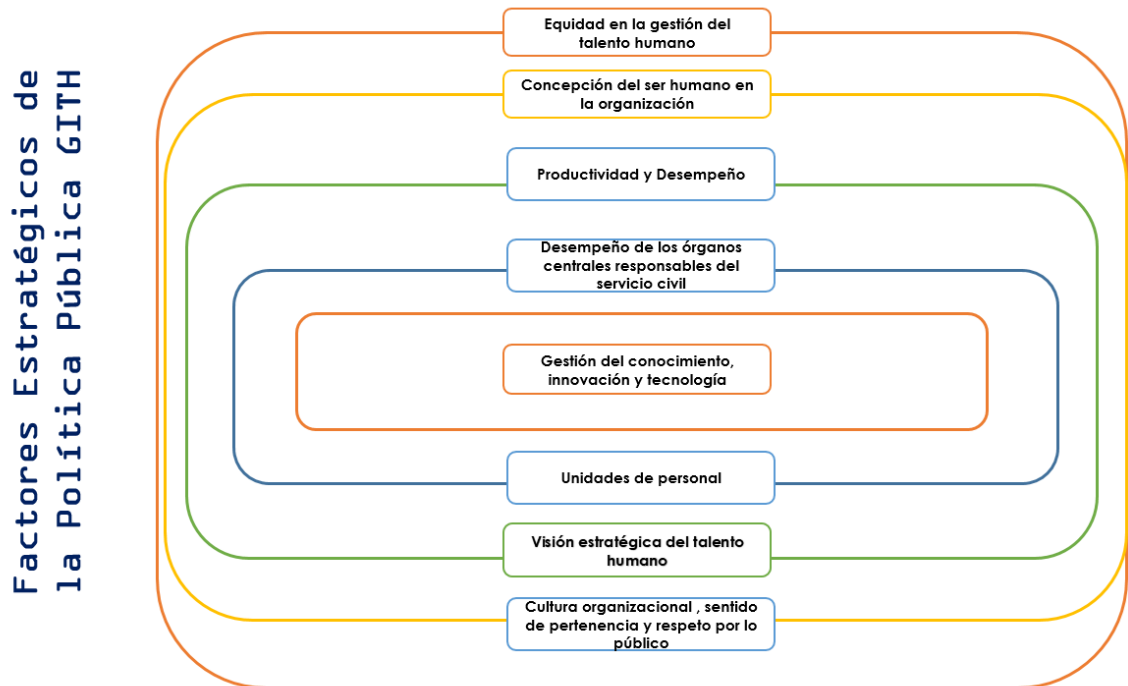 Factores Estratégicos de
la Política Pública GITH
Equidad en la gestión del
talento humano
Concepción del ser humano en
la organización
Productividad y Desempeño
Desempeño de los órganos
centrales responsables del
servicio civil
Gestión del conocimiento,
innovación y tecnología
Unidades de personal
Visión estratégica del talento
humano
Cultura organizacional , sentido
de pertenencia y respeto por lo
público